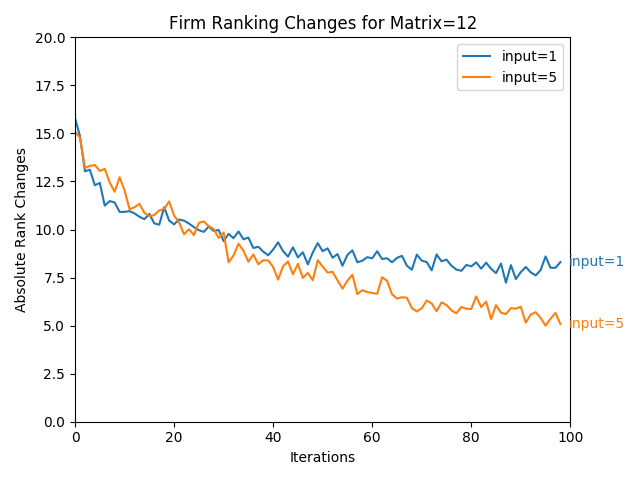 Firm Ranking Changes for Matrix=12
20.0
17.5
15.0
12.5
10.0
7.5
5.0
2.5
0.0
Absolute Rank Changes
input=1
input=5
input=1
input=5
0 20 40 60 80 100
Iterations